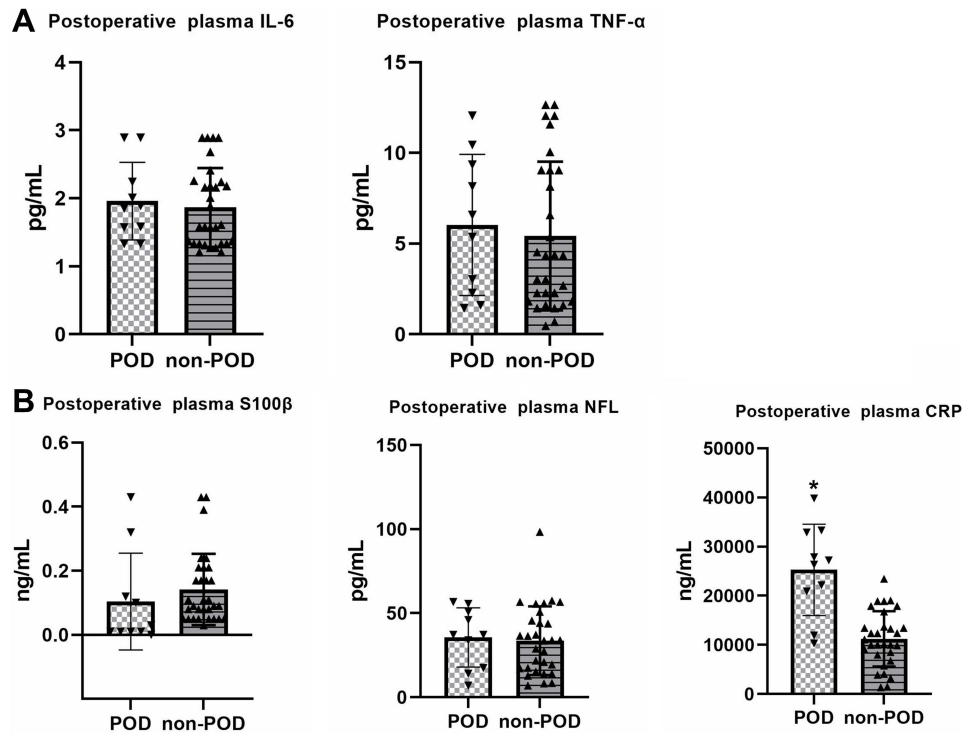 A
Postoperative plasma IL-6
pg/mL
4
3
2
1
0
POD non-POD
Postoperative plasma TNF-α
pg/mL
15
10
5
0
POD non-POD
B
Postoperative plasma S100β
ng/mL
0.6
0.4
0.2
0.0
POD non-POD
Postoperative plasma NFL
pg/mL
150
100
50
0
POD non-POD
Postoperative plasma CRP
ng/mL
50000
40000
30000
20000
10000
0
*
POD non-POD